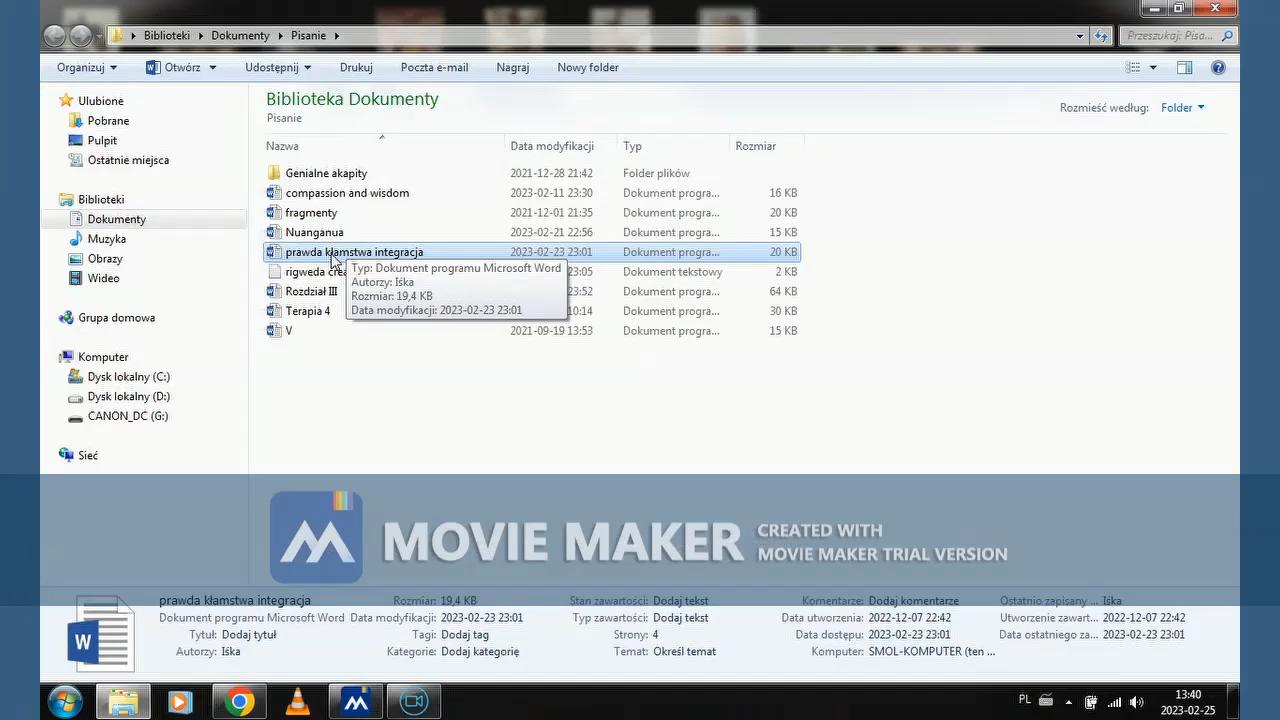 Biblioteki Dokumenty Pisanie
Przeszukaj: Pisa...
Organizuj Otwórz Udostępnij Drukuj Poczta e-mail Nagraj Nowy folder
Ulubione
Pobrane
Pulpit
Ostatnie miejsca
Biblioteki
Dokumenty
Muzyka
Obrazy
Wideo
Grupa domowa
Komputer
Dysk lokalny (C:)
Dysk lokalny (D:)
CANON_DC (G:)
Sieć
Biblioteka Dokumenty
Pisanie
Rozmieść według: Folder
Nazwa Data modyfikacji Typ Rozmiar
Genialne akapity 2021-12-28 21:42 Folder plików
compassion and wisdom 2023-02-11 23:30 Dokument progra... 16 KB
fragmenty 2021-12-01 21:35 Dokument progra... 20 KB
Nuanganua 2023-02-21 22:56 Dokument progra... 15 KB
prawda kłamstwa integracja 2023-02-23 23:01 Dokument progra... 20 KB
rigweda 23:05 Dokument tekstowy 2 KB
Rozdział III 23:52 Dokument progra... 64 KB
Terapia 4 10:14 Dokument progra... 30 KB
V 2021-09-19 13:53 Dokument progra... 15 KB
Typ: Dokument programu Microsoft Word
Autorzy: Iśka
Rozmiar: 19,4 KB
Data modyfikacji: 2023-02-23 23:01
MOVIE MAKER
CREATED WITH
MOVIE MAKER TRIAL VERSION
prawda kłamstwa integracja Rozmiar: 19,4 KB Stan zawartości: Dodaj tekst Komentarze: Dodaj komentarze Ostatnio zapisany ... Iśka
Dokument programu Microsoft Word Data modyfikacji: 2023-02-23 23:01 Typ zawartości: Dodaj tekst Data utworzenia: 2022-12-07 22:42 Utworzenie zawart... 2022-12-07 22:42
Tytuł: Dodaj tytuł Tagi: Dodaj tag Strony: 4 Data dostępu: 2023-02-23 23:01 Data ostatniego za... 2023-02-23 23:01
Autorzy: Iśka Kategorie: Dodaj kategorię Temat: Określ temat Komputer: SMOL-KOMPUTER (ten ...
PL
13:40
2023-02-25